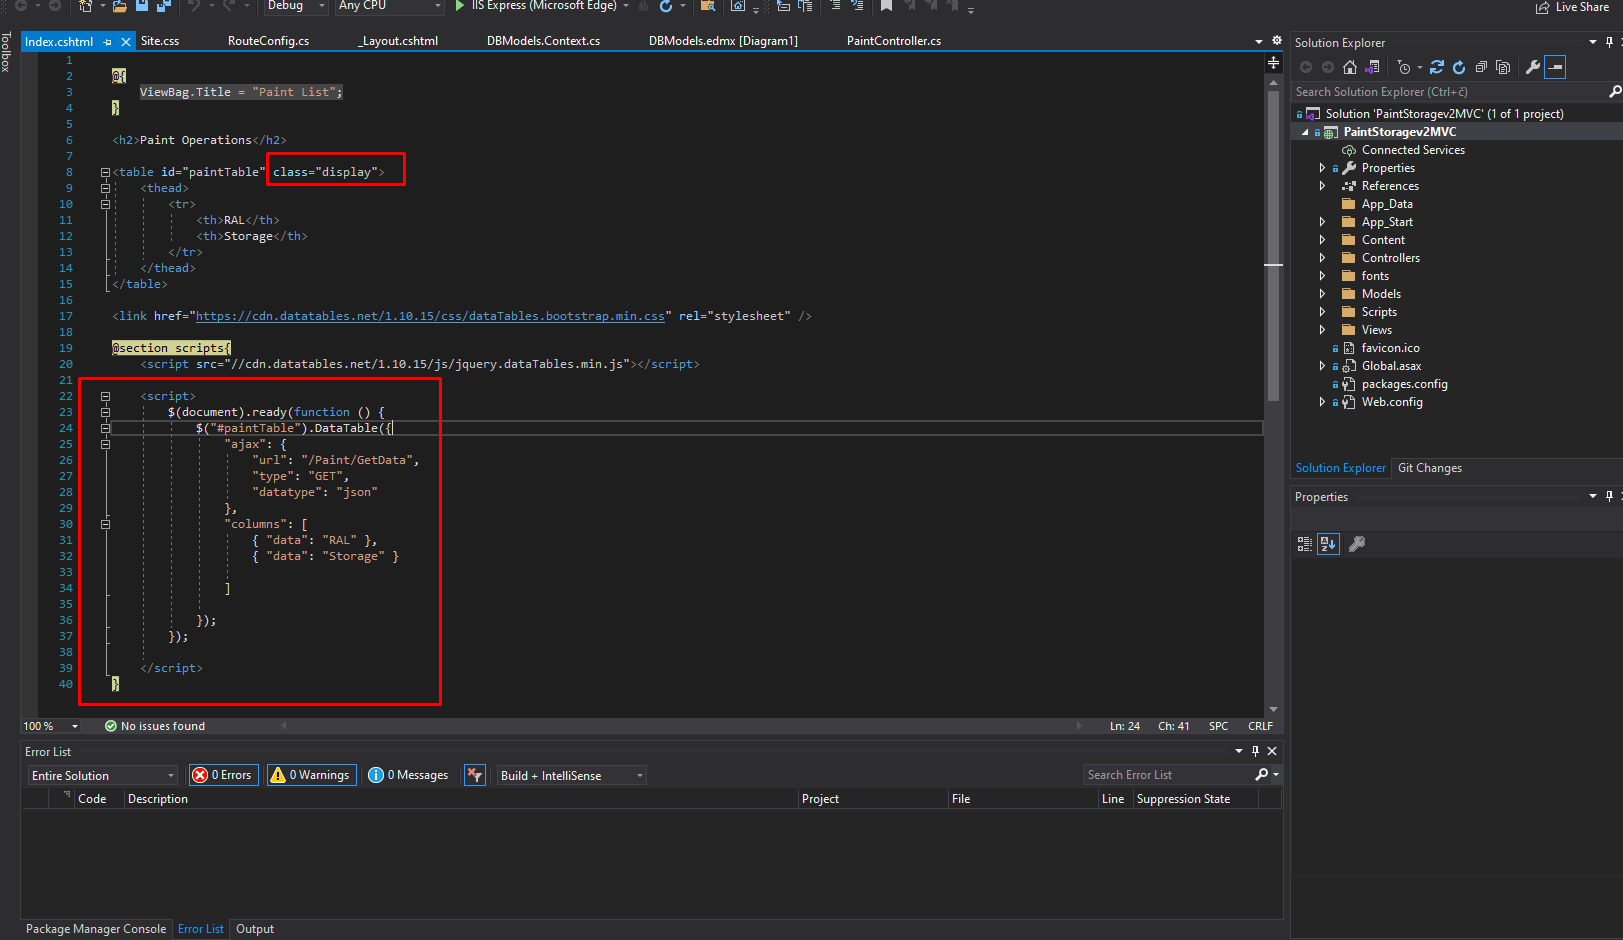 Debug
Any CPU
IIS Express (Microsoft Edge)
Live Share
Toolbox
Index.cshtml
Site.css
RouteConfig.cs
_Layout.cshtml
DBModels.Context.cs
DBModels.edmx [Diagram1]
PaintController.cs
1
2 @{
3 ViewBag.Title = "Paint List";
4 }
5
6 <h2>Paint Operations</h2>
7
8 <table id="paintTable" class="display">
9 <thead>
10 <tr>
11 <th>RAL</th>
12 <th>Storage</th>
13 </tr>
14 </thead>
15 </table>
16
17 <link href="https://cdn.datatables.net/1.10.15/css/dataTables.bootstrap.min.css" rel="stylesheet" />
18
19 @section scripts{
20 <script src="//cdn.datatables.net/1.10.15/js/jquery.dataTables.min.js"></script>
21
22 <script>
23 $(document).ready(function () {
24 $("#paintTable").DataTable({
25 "ajax": {
26 "url": "/Paint/GetData",
27 "type": "GET",
28 "datatype": "json"
29 },
30 "columns": [
31 { "data": "RAL" },
32 { "data": "Storage" }
33
34 ]
35
36 });
37 });
38
39 </script>
40 }
100 %
No issues found
Ln: 24
Ch: 41
SPC
CRLF
Error List
Entire Solution
0 Errors
0 Warnings
0 Messages
Build + IntelliSense
Search Error List
Code
Description
Project
File
Line
Suppression State
Package Manager Console
Error List
Output
Solution Explorer
Search Solution Explorer (Ctrl+č)
Solution 'PaintStoragev2MVC' (1 of 1 project)
PaintStoragev2MVC
Connected Services
Properties
References
App_Data
App_Start
Content
Controllers
fonts
Models
Scripts
Views
favicon.ico
Global.asax
packages.config
Web.config
Solution Explorer
Git Changes
Properties